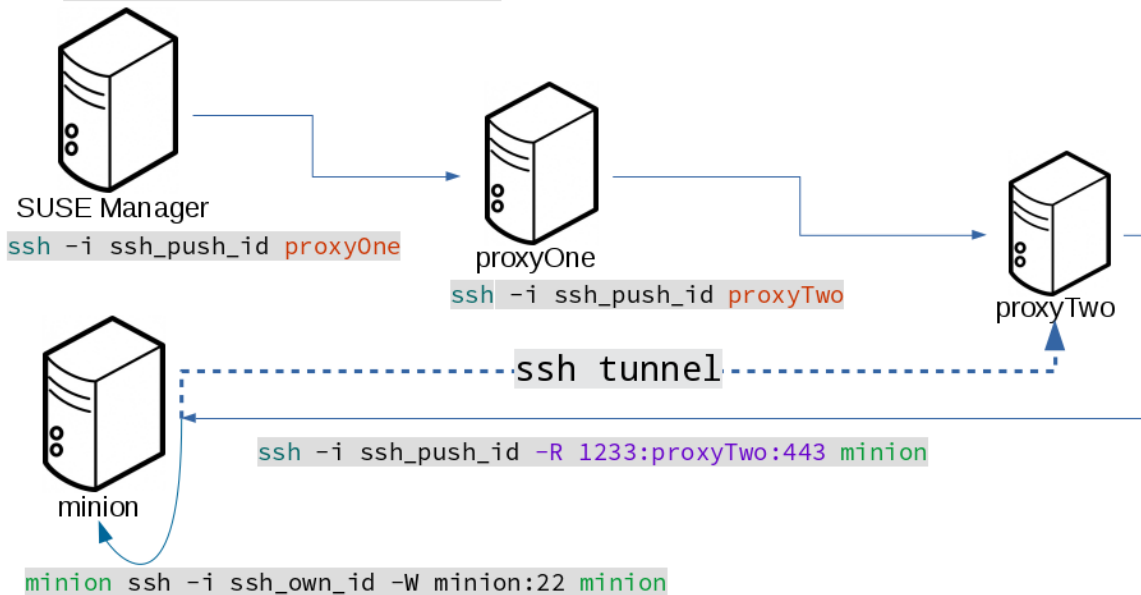 SUSE Manager
ssh -i ssh_push_id proxyOne
proxyOne
ssh -i ssh_push_id proxyTwo
proxyTwo
ssh tunnel
ssh -i ssh_push_id -R 1233:proxyTwo:443 minion
minion
minion ssh -i ssh_own_id -W minion:22 minion